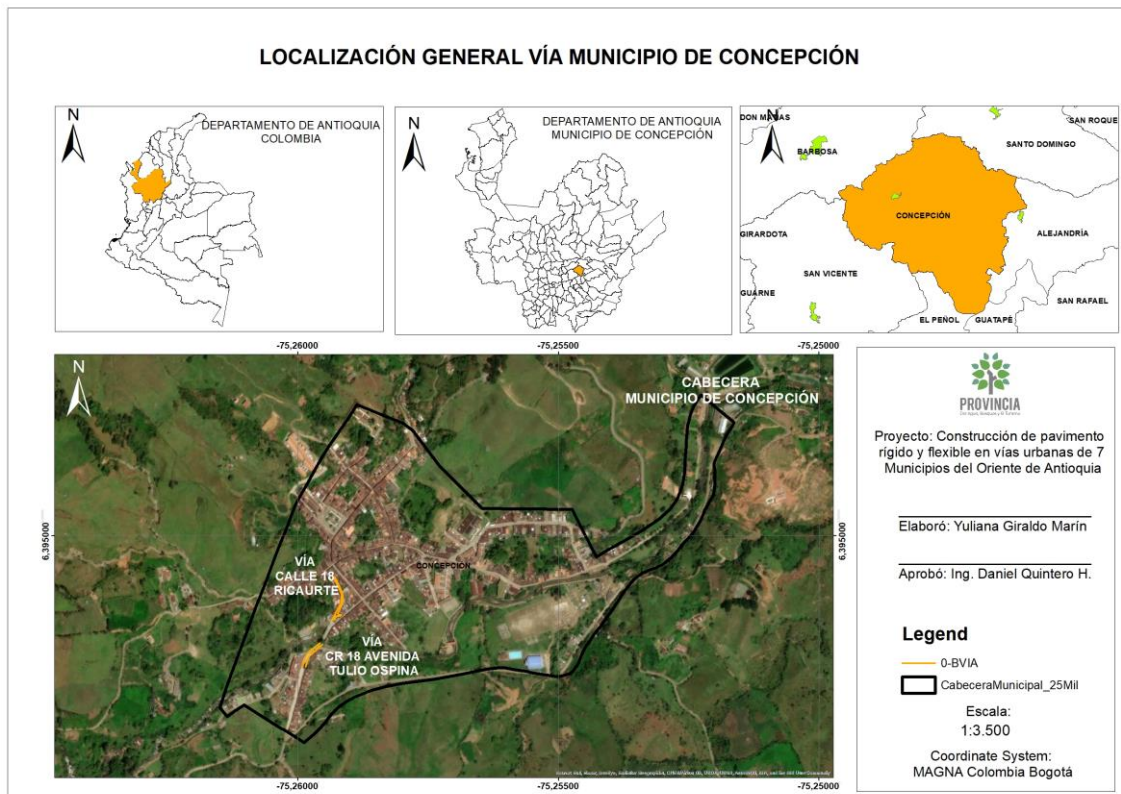 LOCALIZACIÓN GENERAL VÍA MUNICIPIO DE CONCEPCIÓN
N
DEPARTAMENTO DE ANTIOQUIA
COLOMBIA
N
DEPARTAMENTO DE ANTIOQUIA
MUNICIPIO DE CONCEPCIÓN
N
DON MATÍAS
SAN ROQUE
SANTO DOMINGO
BARBOSA
CONCEPCIÓN
GIRARDOTA
ALEJANDRÍA
SAN VICENTE
GUARNE
SAN RAFAEL
EL PEÑOL
GUATAPÉ
-75,26000
-75,25500
-75,25000
N
CABECERA
MUNICIPIO DE CONCEPCIÓN
6,395000
6,395000
CONCEPCIÓN
VÍA
CALLE 18
RICAURTE
VÍA
CR 18 AVENIDA
TULIO OSPINA
-75,26000
-75,25500
-75,25000
PROVINCIA
Proyecto: Construcción de pavimento
rígido y flexible en vías urbanas de 7
Municipios del Oriente de Antioquia
Elaboró: Yuliana Giraldo Marín
Aprobó: Ing. Daniel Quintero H.
Legend
0-BVIA
CabeceraMunicipal_25Mil
Escala:
1:3.500
Coordinate System:
MAGNA Colombia Bogotá